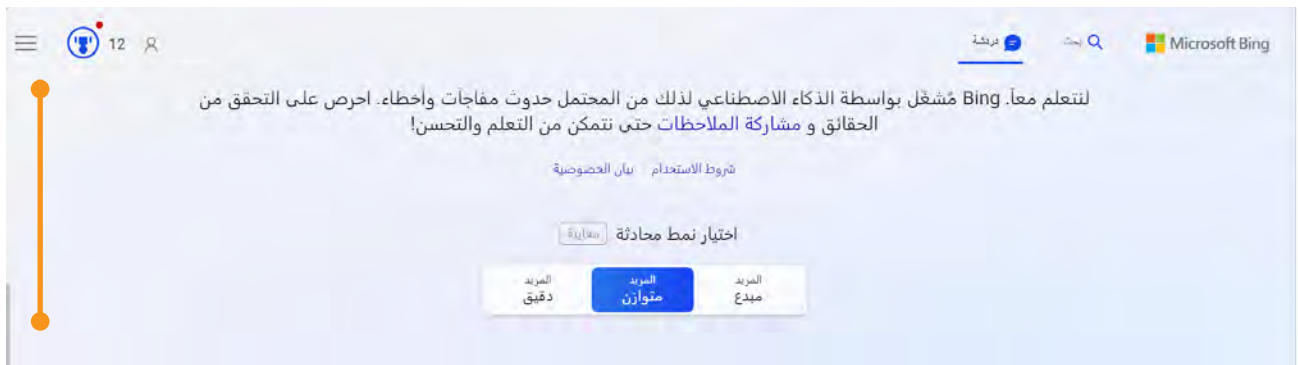 Microsoft Bing بحث دردشة 12
لنتعلم معاً. Bing مُشغَّل بواسطة الذكاء الاصطناعي لذلك من المحتمل حدوث مفاجآت وأخطاء. احرص على التحقق من
الحقائق و مشاركة الملاحظات حتى نتمكن من التعلم والتحسن!
شروط الاستخدام بيان الخصوصية
اختيار نمط محادثة معاينة
المزيد المزيد المزيد
مبدع متوازن دقيق